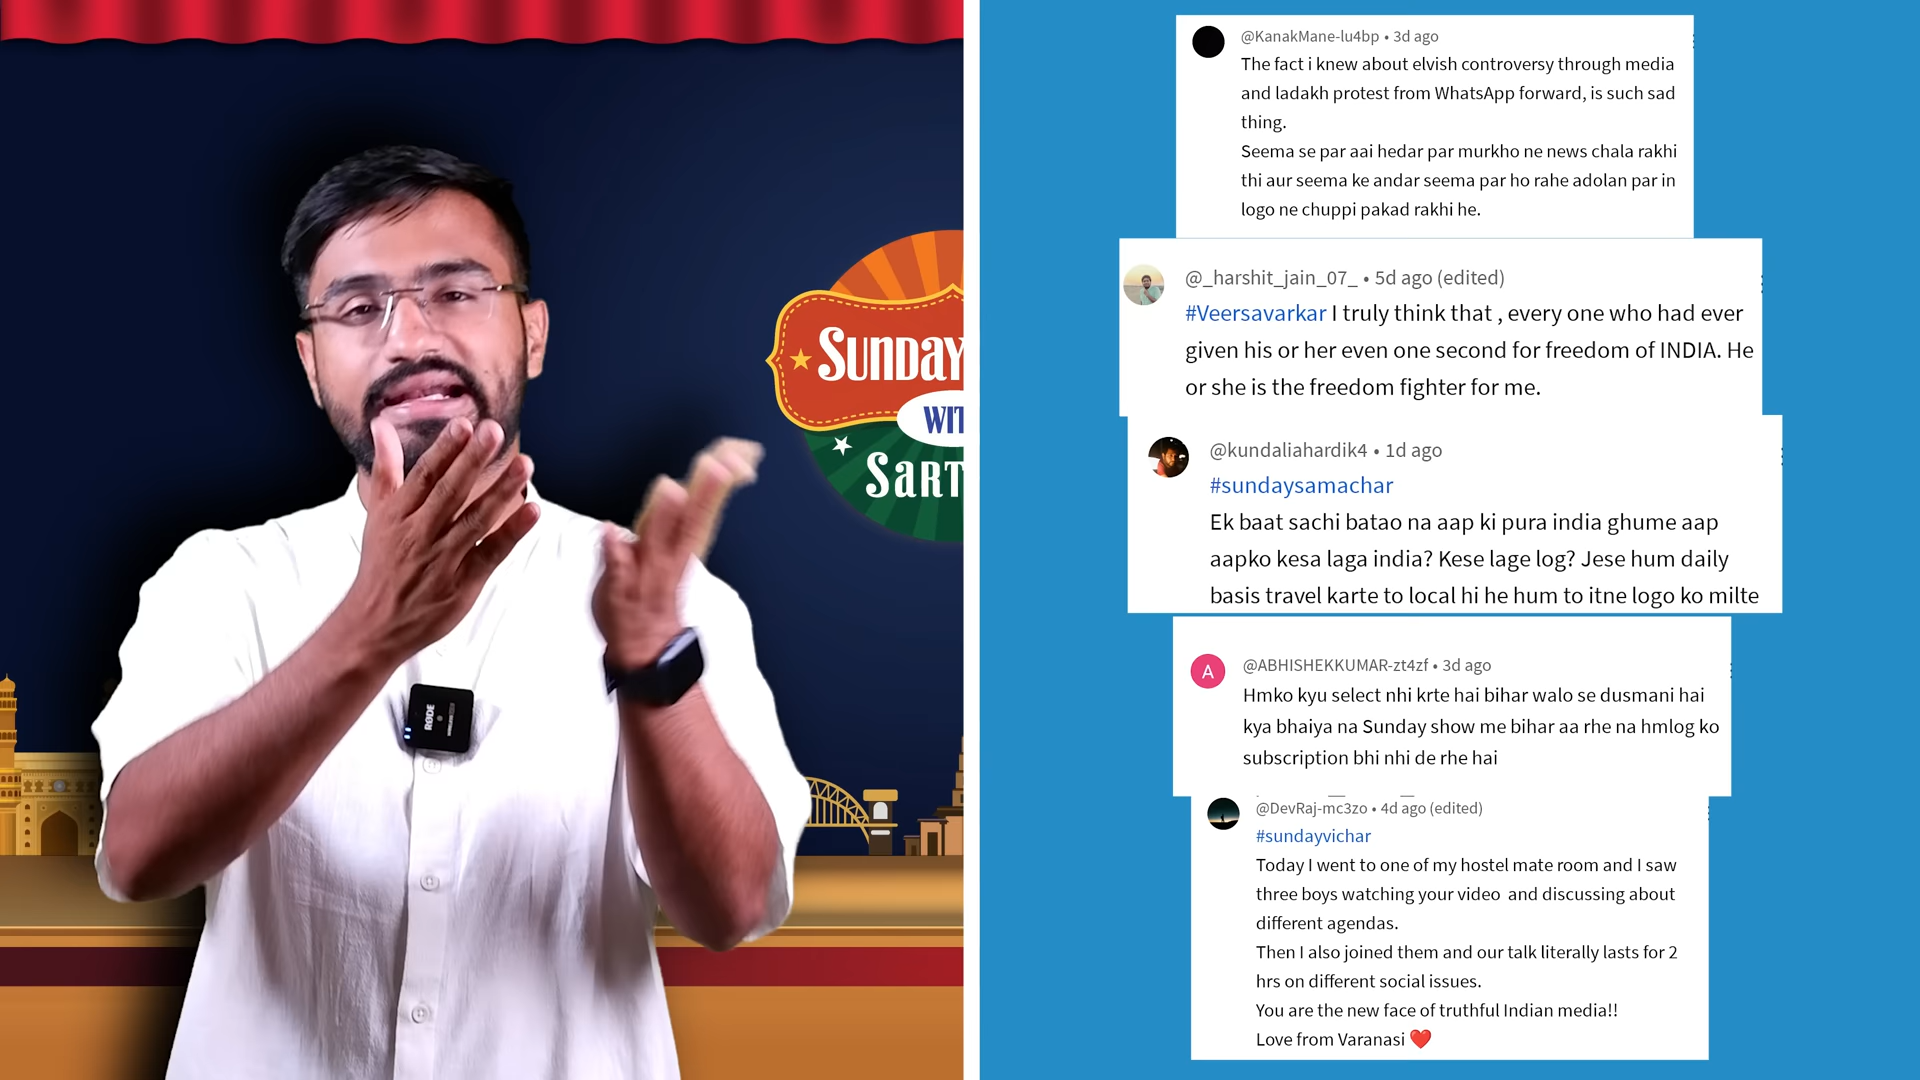 SUNDAY
WIT
SART
RØDE
@KanakMane-lu4bp • 3d ago
The fact i knew about elvish controversy through media
and ladakh protest from WhatsApp forward, is such sad
thing.
Seema se par aai hedar par murkho ne news chala rakhi
thi aur seema ke andar seema par ho rahe adolan par in
logo ne chuppi pakad rakhi he.
@_harshit_jain_07_ • 5d ago (edited)
#Veersavarkar I truly think that , every one who had ever
given his or her even one second for freedom of INDIA. He
or she is the freedom fighter for me.
@kundaliahardik4 • 1d ago
#sundaysamachar
Ek baat sachi batao na aap ki pura india ghume aap
aapko kesa laga india? Kese lage log? Jese hum daily
basis travel karte to local hi he hum to itne logo ko milte
A
@ABHISHEKKUMAR-zt4zf • 3d ago
Hmko kyu select nhi krte hai bihar walo se dusmani hai
kya bhaiya na Sunday show me bihar aa rhe na hmlog ko
subscription bhi nhi de rhe hai
@DevRaj-mc3zo • 4d ago (edited)
#sundayvichar
Today I went to one of my hostel mate room and I saw
three boys watching your video  and discussing about
different agendas.
Then I also joined them and our talk literally lasts for 2
hrs on different social issues.
You are the new face of truthful Indian media!!
Love from Varanasi ❤️